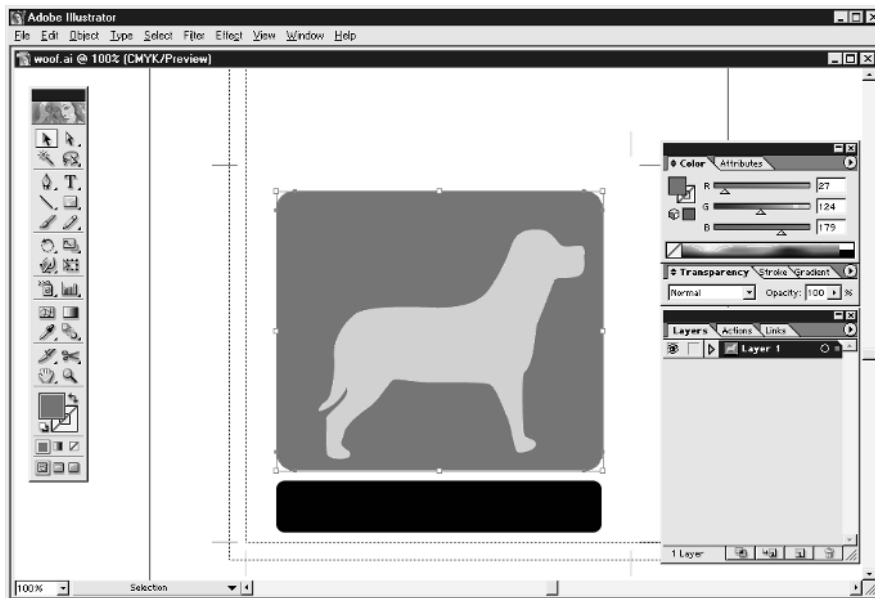 Adobe Illustrator
File Edit Object Type Select Filter Effect View Window Help
woof.ai @ 100% (CMYK/Preview)
Color Attributes
R 27
G 124
B 179
Transparency Stroke Gradient
Normal Opacity: 100 %
Layers Actions Links
Layer 1
1 Layer
100% Selection